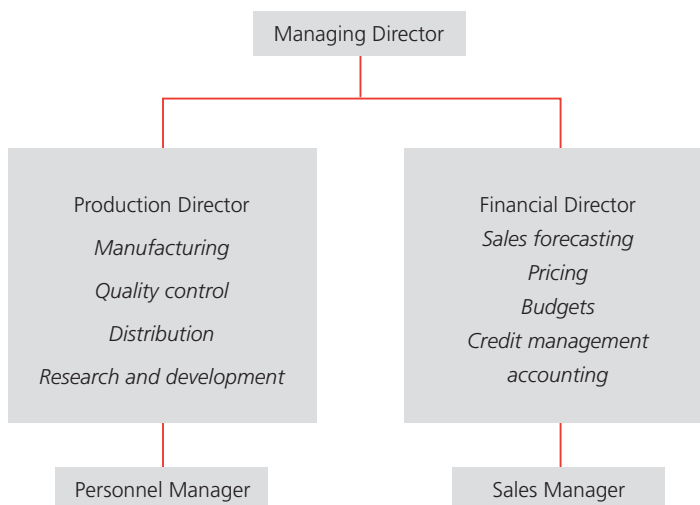 Managing Director
Production Director
Manufacturing
Quality control
Distribution
Research and development
Financial Director
Sales forecasting
Pricing
Budgets
Credit management
accounting
Personnel Manager
Sales Manager